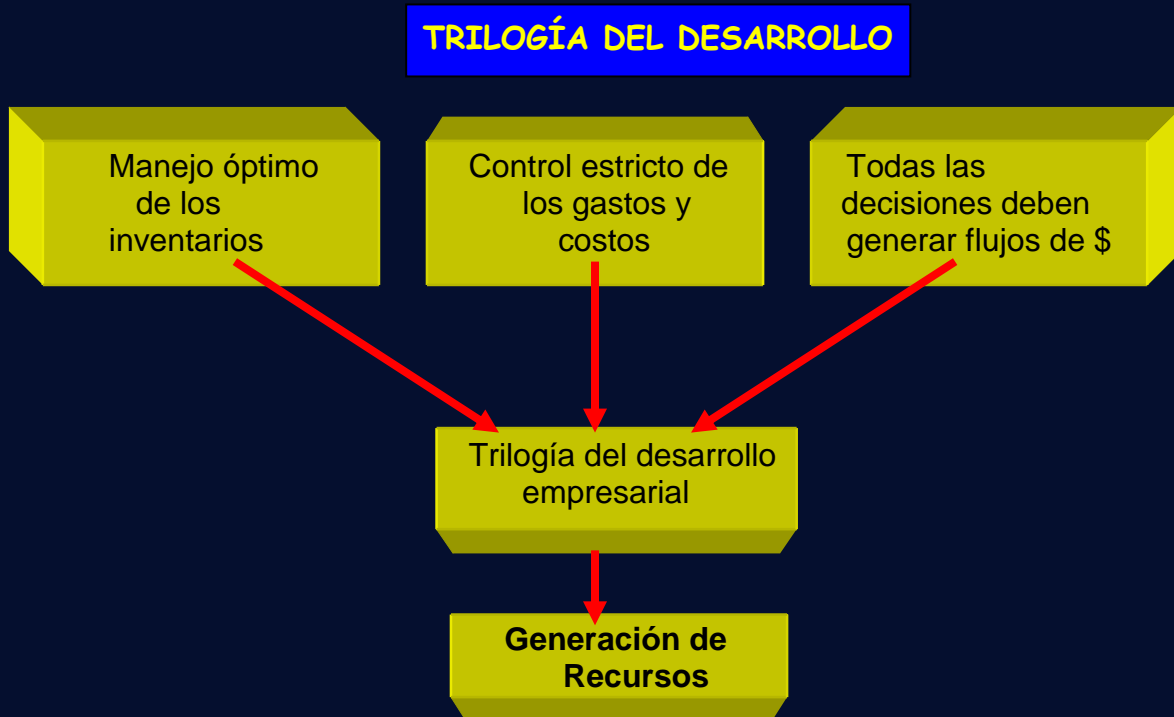 TRILOGÍA DEL DESARROLLO
Manejo óptimo
de los
inventarios
Control estricto de
los gastos y
costos
Todas las
decisiones deben
generar flujos de $
Trilogía del desarrollo
empresarial
Generación de
Recursos